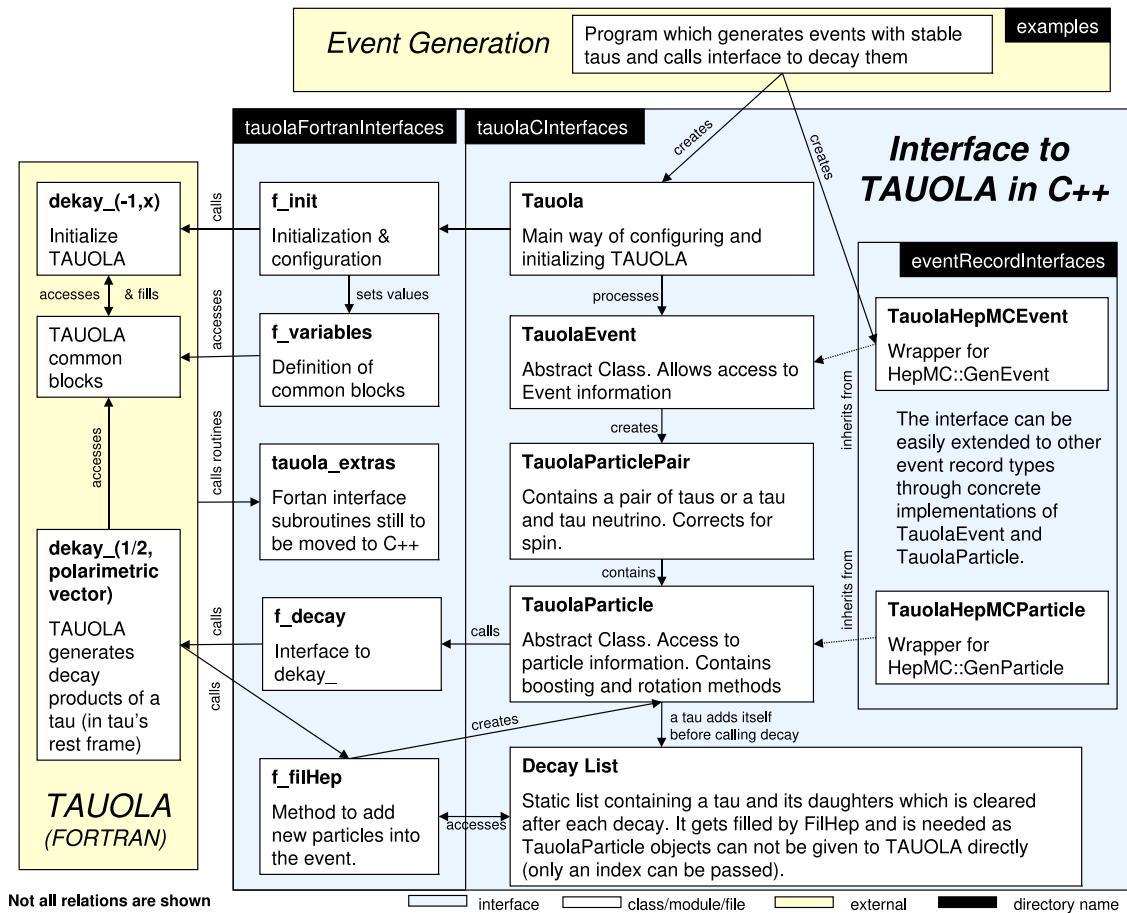 Event Generation
Program which generates events with stable
taus and calls interface to decay them
examples
tauolaFortranInterfaces
tauolaCInterfaces
creates
creates
Interface to
TAUOLA in C++
dekay_(-1,x)
Initialize
TAUOLA
calls
f_init
Initialization &
configuration
Tauola
Main way of configuring and
initializing TAUOLA
eventRecordInterfaces
accesses
& fills
sets values
processes
TAUOLA
common
blocks
accesses
f_variables
Definition of
common blocks
TauolaEvent
Abstract Class. Allows access to
Event information
TauolaHepMCEvent
Wrapper for
HepMC::GenEvent
inherits from
creates
The interface can be
easily extended to other
event record types
through concrete
implementations of
TauolaEvent and
TauolaParticle.
accesses
calls routines
tauola_extras
Fortan interface
subroutines still to
be moved to C++
TauolaParticlePair
Contains a pair of taus or a tau
and tau neutrino. Corrects for
spin.
contains
dekay_(1/2,
polarimetric
vector)
TAUOLA
generates
decay
products of a
tau (in tau's
rest frame)
calls
calls
f_decay
Interface to
dekay_
calls
TauolaParticle
Abstract Class. Access to
particle information. Contains
boosting and rotation methods
inherits from
TauolaHepMCParticle
Wrapper for
HepMC::GenParticle
creates
a tau adds itself
before calling decay
TAUOLA
(FORTRAN)
f_filHep
Method to add
new particles into
the event.
accesses
Decay List
Static list containing a tau and its daughters which is cleared
after each decay. It gets filled by FilHep and is needed as
TauolaParticle objects can not be given to TAUOLA directly
(only an index can be passed).
Not all relations are shown
interface
class/module/file
external
directory name